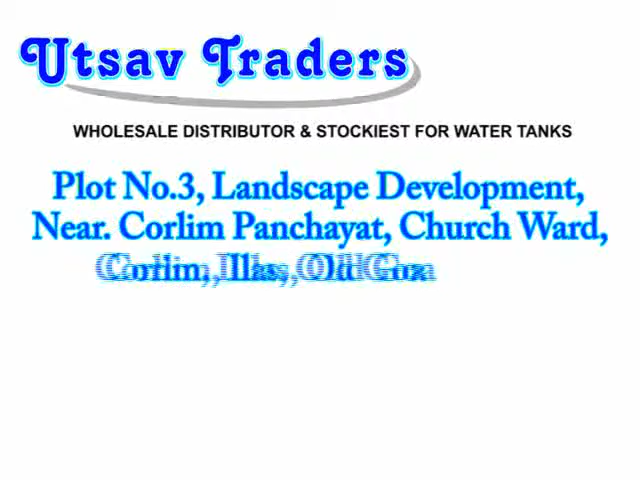 Utsav Traders
WHOLESALE DISTRIBUTOR & STOCKIEST FOR WATER TANKS
Plot No.3, Landscape Development,
Near. Corlim Panchayat, Church Ward,
Corlim, Ilhas, Old Goa